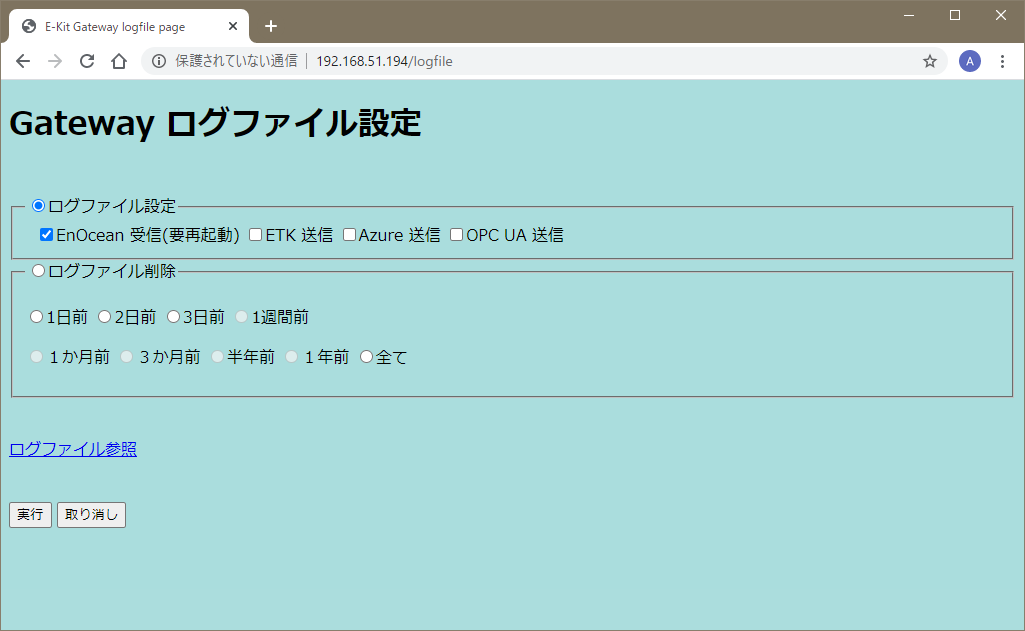 E-Kit Gateway logfile page
保護されていない通信 192.168.51.194/logfile
A
Gateway ログファイル設定
ログファイル設定
EnOcean 受信(要再起動) ETK 送信 Azure 送信 OPC UA 送信
ログファイル削除
1日前 2日前 3日前 1週間前
１か月前 ３か月前 半年前 １年前 全て
ログファイル参照
実行 取り消し